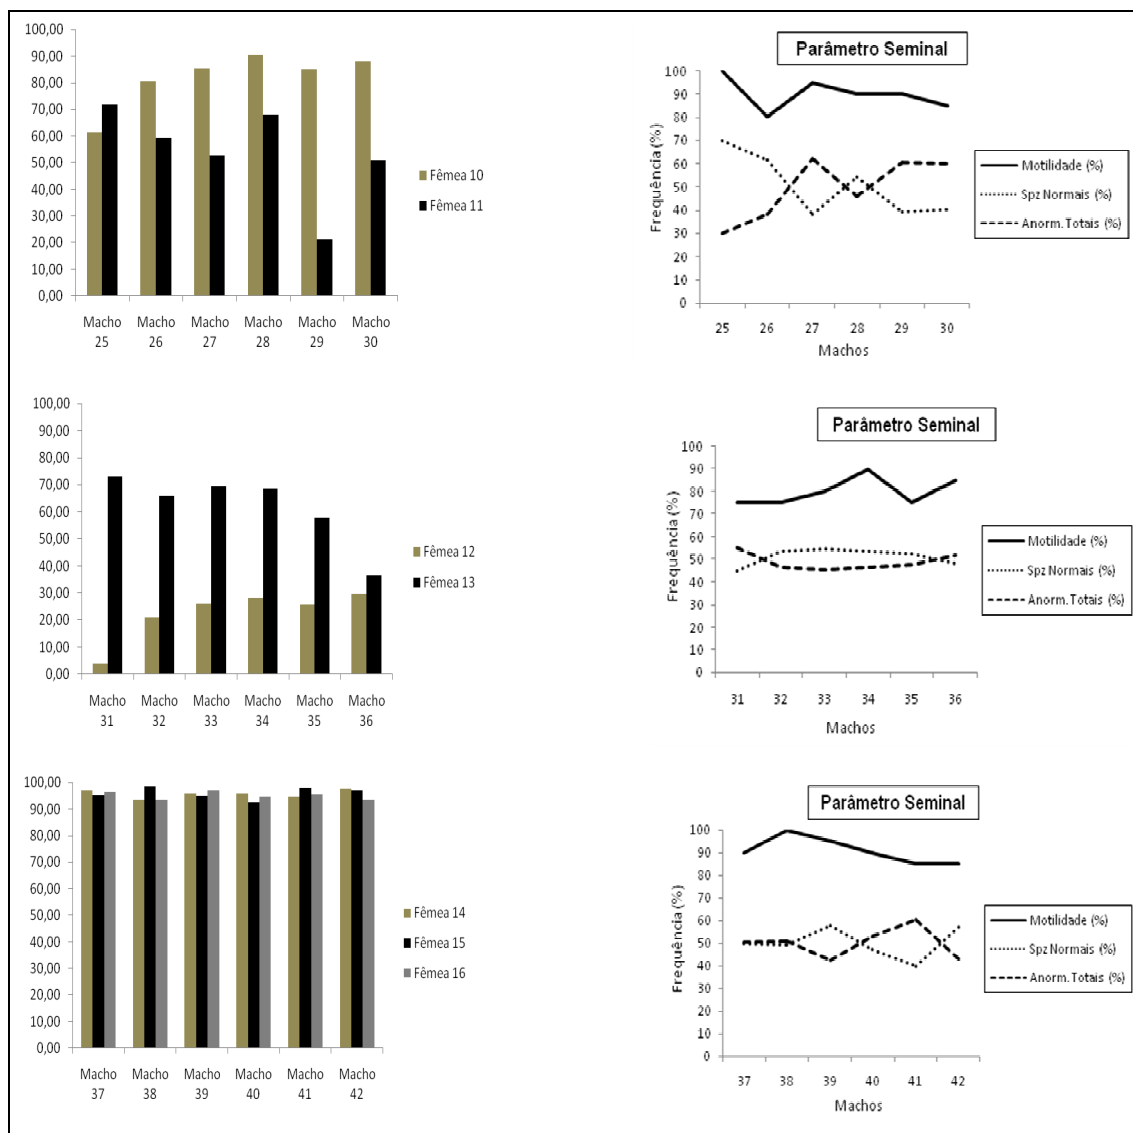 100,00
90,00
80,00
70,00
60,00
50,00
40,00
30,00
20,00
10,00
0,00
Macho 25
Macho 26
Macho 27
Macho 28
Macho 29
Macho 30
Fêmea 10
Fêmea 11
Parâmetro Seminal
Frequência (%)
100
90
80
70
60
50
40
30
20
10
0
25 26 27 28 29 30
Machos
Motilidade (%)
Spz Normais (%)
Anorm. Totais (%)
100,00
90,00
80,00
70,00
60,00
50,00
40,00
30,00
20,00
10,00
0,00
Macho 31
Macho 32
Macho 33
Macho 34
Macho 35
Macho 36
Fêmea 12
Fêmea 13
Parâmetro Seminal
Frequência (%)
100
90
80
70
60
50
40
30
20
10
0
31 32 33 34 35 36
Machos
Motilidade (%)
Spz Normais (%)
Anorm. Totais (%)
100,00
90,00
80,00
70,00
60,00
50,00
40,00
30,00
20,00
10,00
0,00
Macho 37
Macho 38
Macho 39
Macho 40
Macho 41
Macho 42
Fêmea 14
Fêmea 15
Fêmea 16
Parâmetro Seminal
Frequência (%)
100
90
80
70
60
50
40
30
20
10
0
37 38 39 40 41 42
Machos
Motilidade (%)
Spz Normais (%)
Anorm. Totais (%)